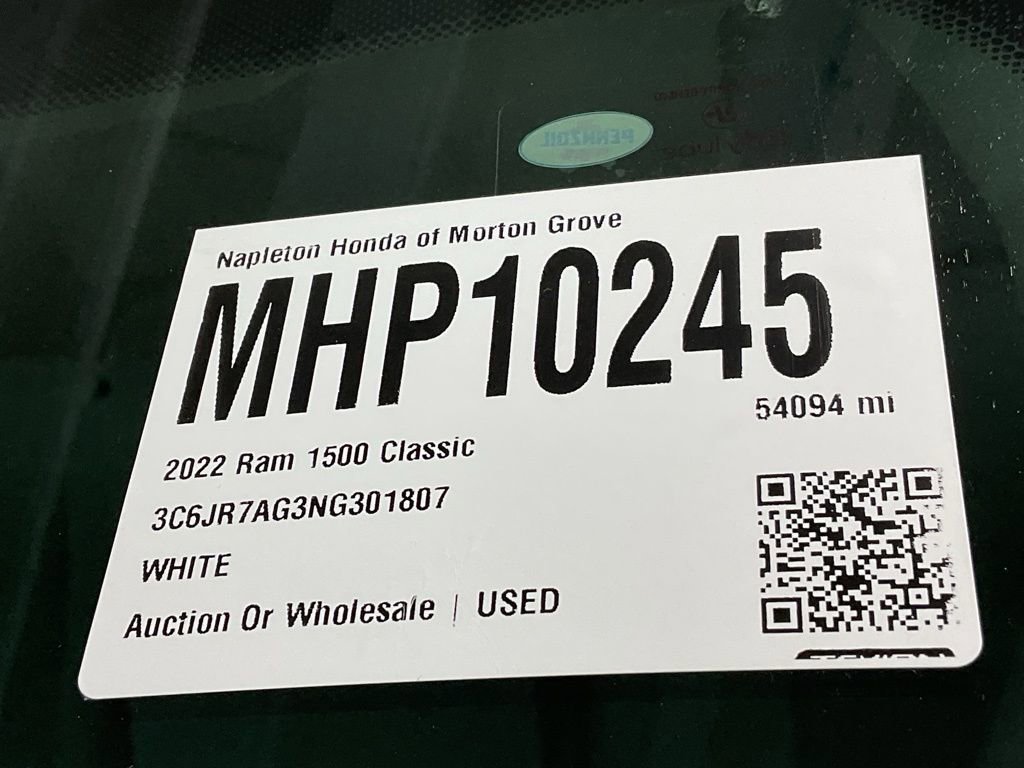 PENNZOIL
Napleton Honda of Morton Grove
MHP10245
54094 mi
2022 Ram 1500 Classic
3C6JR7AG3NG301807
WHITE
Auction Or Wholesale | USED